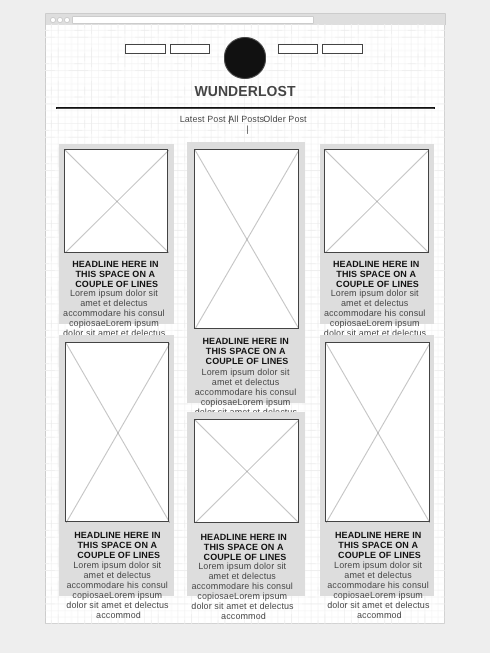 WUNDERLOST
Latest Post | All Posts | Older Post
HEADLINE HERE IN
THIS SPACE ON A
COUPLE OF LINES
Lorem ipsum dolor sit
amet et delectus
accommodare his consul
copiosaeLorem ipsum
dolor sit amet et delectus
HEADLINE HERE IN
THIS SPACE ON A
COUPLE OF LINES
Lorem ipsum dolor sit
amet et delectus
accommodare his consul
copiosaeLorem ipsum
dolor sit amet et delectus
HEADLINE HERE IN
THIS SPACE ON A
COUPLE OF LINES
Lorem ipsum dolor sit
amet et delectus
accommodare his consul
copiosaeLorem ipsum
dolor sit amet et delectus
HEADLINE HERE IN
THIS SPACE ON A
COUPLE OF LINES
Lorem ipsum dolor sit
amet et delectus
accommodare his consul
copiosaeLorem ipsum
dolor sit amet et delectus
accommod
HEADLINE HERE IN
THIS SPACE ON A
COUPLE OF LINES
Lorem ipsum dolor sit
amet et delectus
accommodare his consul
copiosaeLorem ipsum
dolor sit amet et delectus
accommod
HEADLINE HERE IN
THIS SPACE ON A
COUPLE OF LINES
Lorem ipsum dolor sit
amet et delectus
accommodare his consul
copiosaeLorem ipsum
dolor sit amet et delectus
accommod